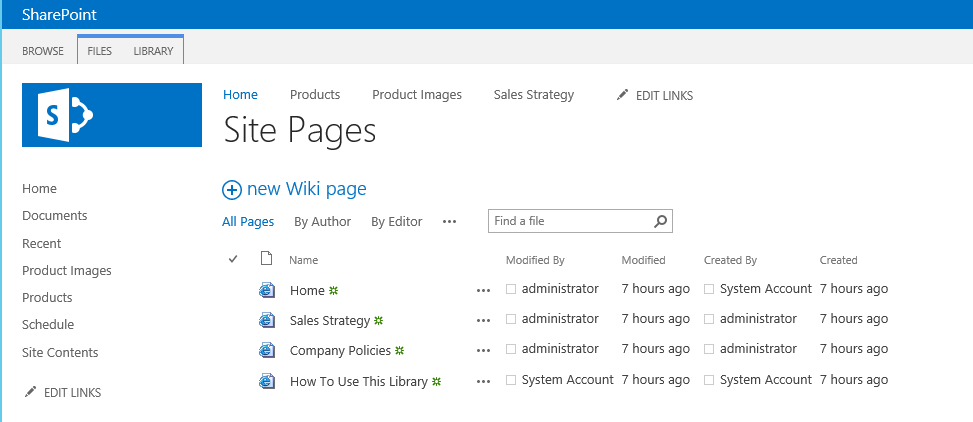 SharePoint
BROWSE FILES LIBRARY
S
Home Products Product Images Sales Strategy EDIT LINKS
Site Pages
Home
Documents
Recent
Product Images
Products
Schedule
Site Contents
EDIT LINKS
new Wiki page
All Pages By Author By Editor ••• Find a file
Name Modified By Modified Created By Created
Home ••• administrator 7 hours ago System Account 7 hours ago
Sales Strategy ••• administrator 7 hours ago administrator 7 hours ago
Company Policies ••• administrator 7 hours ago administrator 7 hours ago
How To Use This Library ••• System Account 7 hours ago System Account 7 hours ago